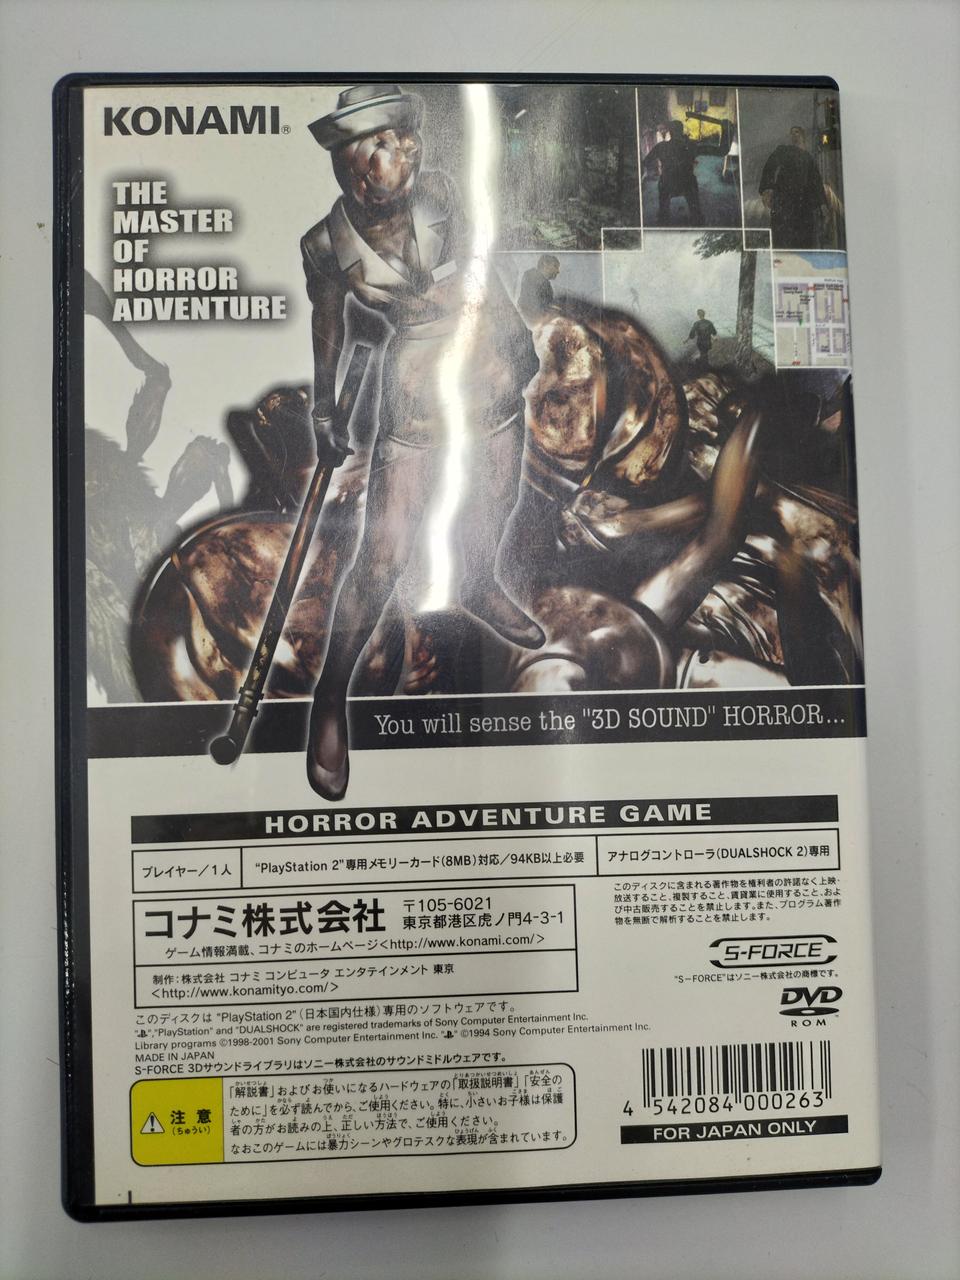 KONAMI®
THE
MASTER
OF
HORROR
ADVENTURE
You will sense the "3D SOUND" HORROR...
HORROR ADVENTURE GAME
プレイヤー/1人
"PlayStation 2"専用メモリーカード(8MB)対応/94KB以上必要
アナログコントローラ(DUALSHOCK 2)専用
コナミ株式会社
〒105-6021
東京都港区虎ノ門4-3-1
ゲーム情報満載、コナミのホームページ<http://www.konami.com/>
制作:株式会社 コナミ コンピュータ エンタテインメント 東京
<http://www.konamityo.com/>
このディスクに含まれる著作物を権利者の許諾なく上映・
放送すること、複製すること、賃貸業に使用すること、およ
び中古販売することを禁止します。また、プログラム著作
物を無断で解析することを禁止します。
S-FORCE
"S-FORCE"はソニー株式会社の商標です。
DVD
ROM
このディスクは "PlayStation 2"(日本国内仕様)専用のソフトウェアです。
"PlayStation" and "DUALSHOCK" are registered trademarks of Sony Computer Entertainment Inc.
Library programs ©1998-2001 Sony Computer Entertainment Inc. ©1994 Sony Computer Entertainment Inc.
MADE IN JAPAN
S-FORCE 3Dサウンドライブラリはソニー株式会社のサウンドミドルウェアです。
注意
(ちゅうい)
「解説書」およびお使いになるハードウェアの「取扱説明書」「安全の
ために」を必ず読んでから、ご使用ください。特に、小さいお子様は保護
者の方がお読みの上、正しい方法で、ご使用ください。
なおこのゲームには暴力シーンやグロテスクな表現が含まれています。
4 542084 000263
FOR JAPAN ONLY